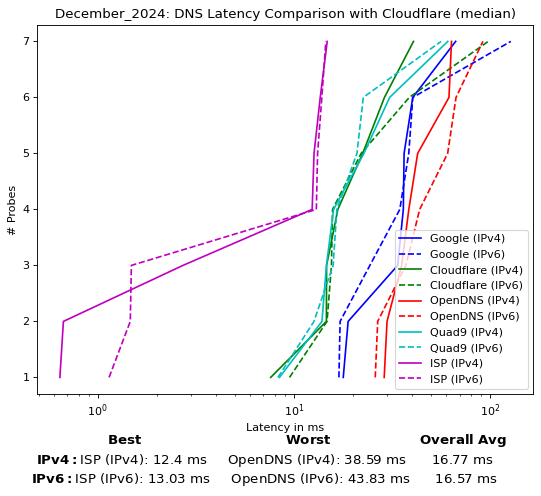 December_2024: DNS Latency Comparison with Cloudflare (median)
# Probes
7
6
5
4
3
2
1
Google (IPv4)
Google (IPv6)
Cloudflare (IPv4)
Cloudflare (IPv6)
OpenDNS (IPv4)
OpenDNS (IPv6)
Quad9 (IPv4)
Quad9 (IPv6)
ISP (IPv4)
ISP (IPv6)
10⁰ 10¹ 10²
Latency in ms
Best Worst Overall Avg
IPv4: ISP (IPv4): 12.4 ms OpenDNS (IPv4): 38.59 ms 16.77 ms
IPv6: ISP (IPv6): 13.03 ms OpenDNS (IPv6): 43.83 ms 16.57 ms